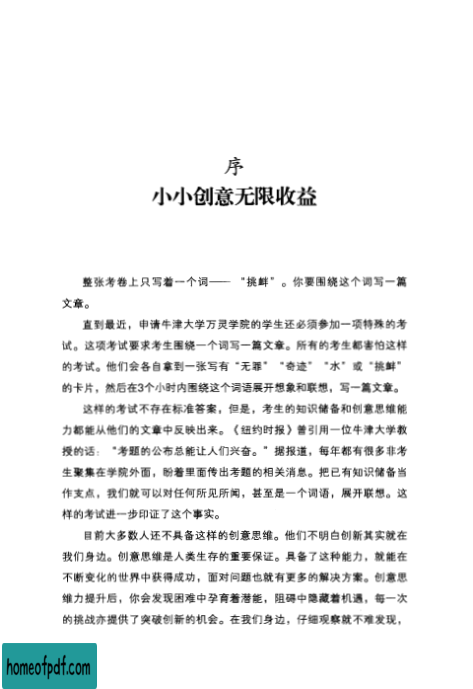 序
小小创意无限收益
整张考卷上只写着一个词——“挑衅”。你要围绕这个词写一篇
文章。
直到最近，申请牛津大学万灵学院的学生还必须参加一项特殊的考
试。这项考试要求考生围绕一个词写一篇文章。所有的考生都害怕这样
的考试。他们会各自拿到一张写有“无罪”“奇迹”“水”或“挑衅”
的卡片，然后在3个小时内围绕这个词语展开想象和联想，写一篇文章。
这样的考试不存在标准答案，但是，考生的知识储备和创意思维能
力都能从他们的文章中反映出来。《纽约时报》曾引用一位牛津大学教
授的话：“考题的公布总能让人们兴奋。”据报道，每年都有很多非考
生聚集在学院外面，盼着里面传出考题的相关消息。把已有知识储备当
作支点，我们就可以对任何所见所闻，甚至是一个词语，展开联想。这
样的考试进一步印证了这个事实。
目前大多数人还不具备这样的创意思维。他们不明白创新其实就在
我们身边。创意思维是人类生存的重要保证。具备了这种能力，就能在
不断变化的世界中获得成功，面对问题也就有更多的解决方案。创意思
维力提升后，你会发现困难中孕育着潜能，阻碍中隐藏着机遇，每一次
的挑战亦提供了突破创新的机会。在我们身边，仔细观察就不难发现，
homeofpdf.com